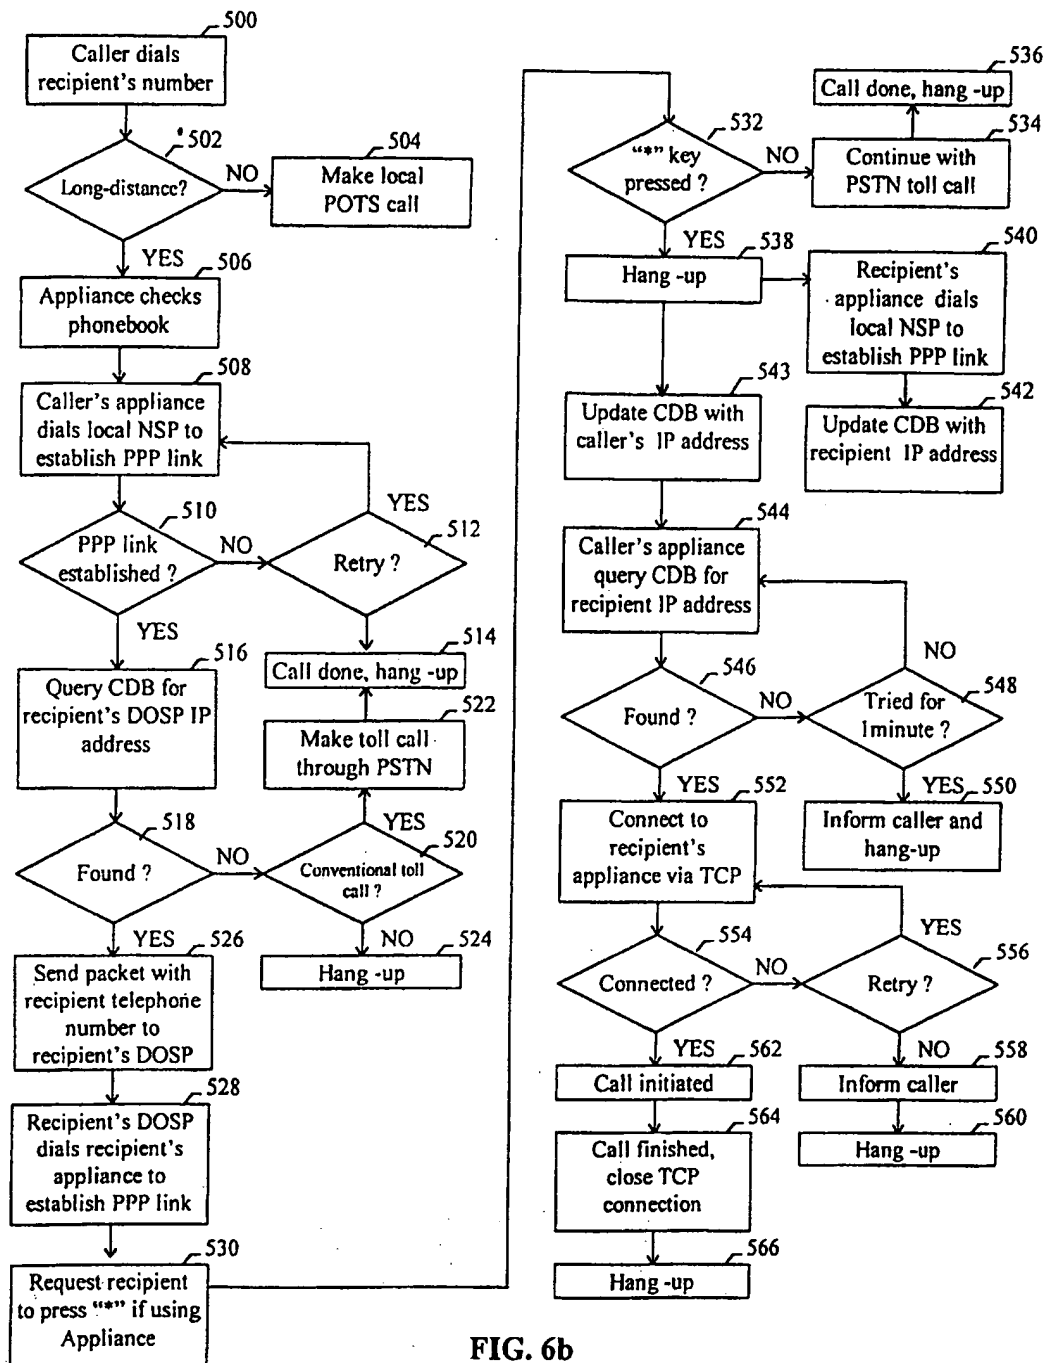 500
Caller dials
recipient's number
502
Long-distance?
NO
504
Make local
POTS call
YES
506
Appliance checks
phonebook
508
Caller's appliance
dials local NSP to
establish PPP link
510
PPP link
established ?
NO
YES
512
Retry ?
514
Call done, hang -up
YES
516
Query CDB for
recipient's DOSP IP
address
522
Make toll call
through PSTN
518
Found ?
NO
YES
520
Conventional toll
call ?
NO
524
Hang -up
YES
526
Send packet with
recipient telephone
number to
recipient's DOSP
528
Recipient's DOSP
dials recipient's
appliance to
establish PPP link
530
Request recipient
to press "*" if using
Appliance
532
"*" key
pressed ?
NO
534
Continue with
PSTN toll call
536
Call done, hang -up
YES
538
Hang -up
540
Recipient's
appliance dials
local NSP to
establish PPP link
542
Update CDB with
recipient IP address
543
Update CDB with
caller's IP address
544
Caller's appliance
query CDB for
recipient IP address
546
Found ?
NO
NO
548
Tried for
1minute ?
YES
550
Inform caller and
hang-up
YES
552
Connect to
recipient's
appliance via TCP
554
Connected ?
NO
YES
556
Retry ?
NO
558
Inform caller
560
Hang -up
YES
562
Call initiated
564
Call finished,
close TCP
connection
566
Hang -up
FIG. 6b